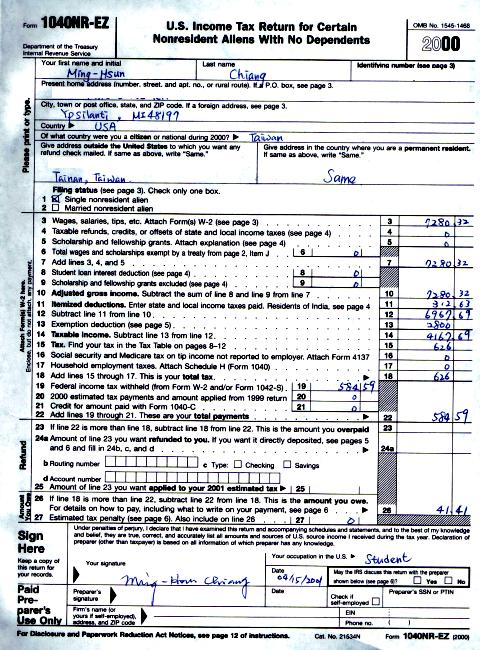 Form 1040NR-EZ
Department of the Treasury
Internal Revenue Service
U.S. Income Tax Return for Certain
Nonresident Aliens With No Dependents
OMB No. 1545-1468
2000
Please print or type.
Your first name and initial
Ming-Hsun
Last name
Chiang
Identifying number (see page 3)
Present home address (number, street, and apt. no., or rural route). If a P.O. box, see page 3.
City, town or post office, state, and ZIP code. If a foreign address, see page 3.
Ypsilanti, MI 48197
Country ▶ USA
Of what country were you a citizen or national during 2000? ▶ Taiwan
Give address outside the United States to which you want any refund check mailed. If same as above, write "Same."
Tainan, Taiwan
Give address in the country where you are a permanent resident. If same as above, write "Same."
Same
Filing status (see page 3). Check only one box.
1 ☒ Single nonresident alien
2 ☐ Married nonresident alien
Attach Form(s) W-2 here.
Enclose, but do not attach, any payment.
3 Wages, salaries, tips, etc. Attach Form(s) W-2 (see page 3) 3 7280.32
4 Taxable refunds, credits, or offsets of state and local income taxes (see page 4) 4 0
5 Scholarship and fellowship grants. Attach explanation (see page 4) 5 0
6 Total wages and scholarships exempt by a treaty from page 2, Item J 6 0
7 Add lines 3, 4, and 5 ▶ 7 7280.32
8 Student loan interest deduction (see page 4) 8 0
9 Scholarship and fellowship grants excluded (see page 4) 9 0
10 Adjusted gross income. Subtract the sum of line 8 and line 9 from line 7 10 7280.32
11 Itemized deductions. Enter state and local income taxes paid. Residents of India, see page 4 11 312.63
12 Subtract line 11 from line 10 12 6967.69
13 Exemption deduction (see page 5) 13 2800
14 Taxable income. Subtract line 13 from line 12 14 4167.69
15 Tax. Find your tax in the Tax Table on pages 8–12 15 626
16 Social security and Medicare tax on tip income not reported to employer. Attach Form 4137 16 0
17 Household employment taxes. Attach Schedule H (Form 1040) 17 0
18 Add lines 15 through 17. This is your total tax. ▶ 18 626
19 Federal income tax withheld (from W-2 and/or Form 1042-S) 19 584.59
20 2000 estimated tax payments and amount applied from 1999 return 20 0
21 Credit for amount paid with Form 1040-C 21 0
22 Add lines 19 through 21. These are your total payments ▶ 22 584.59
Refund
23 If line 22 is more than line 18, subtract line 18 from line 22. This is the amount you overpaid 23
24a Amount of line 23 you want refunded to you. If you want it directly deposited, see pages 5 and 6 and fill in 24b, c, and d ▶ 24a
b Routing number c Type: ☐ Checking ☐ Savings
d Account number
25 Amount of line 23 you want applied to your 2001 estimated tax ▶ 25
Amount You Owe
26 If line 18 is more than line 22, subtract line 22 from line 18. This is the amount you owe. For details on how to pay, including what to write on your payment, see page 6 ▶ 26 41.41
27 Estimated tax penalty (see page 6). Also include on line 26 27 0
Sign Here
Keep a copy of this return for your records.
Under penalties of perjury, I declare that I have examined this return and accompanying schedules and statements, and to the best of my knowledge and belief, they are true, correct, and accurately list all amounts and sources of U.S. source income I received during the tax year. Declaration of preparer (other than taxpayer) is based on all information of which preparer has any knowledge.
Your occupation in the U.S. ▶ Student
Your signature
Ming-Hsun Chiang
Date
04/15/2001
May the IRS discuss this return with the preparer shown below (see page 6)? ☐ Yes ☐ No
Paid Preparer's Use Only
Preparer's signature
Date
Check if self-employed ☐
Preparer's SSN or PTIN
Firm's name (or yours if self-employed), address, and ZIP code
EIN
Phone no. ( )
For Disclosure and Paperwork Reduction Act Notices, see page 12 of instructions.
Cat. No. 21534N
Form 1040NR-EZ (2000)